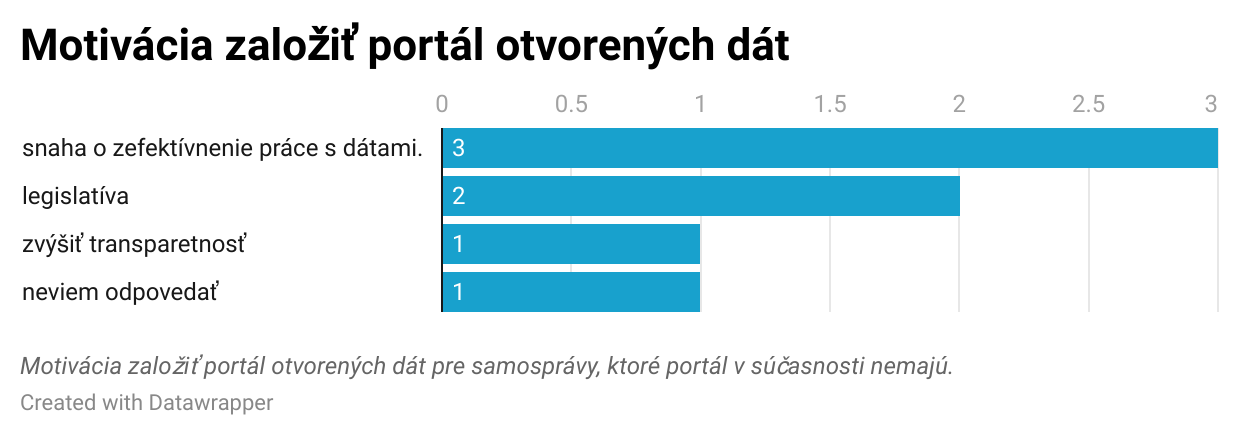 Motivácia založiť portál otvorených dát
0 0.5 1 1.5 2 2.5 3
snaha o zefektívnenie práce s dátami. 3
legislatíva 2
zvýšiť transparetnosť 1
neviem odpovedať 1
Motivácia založiť portál otvorených dát pre samosprávy, ktoré portál v súčasnosti nemajú.
Created with Datawrapper